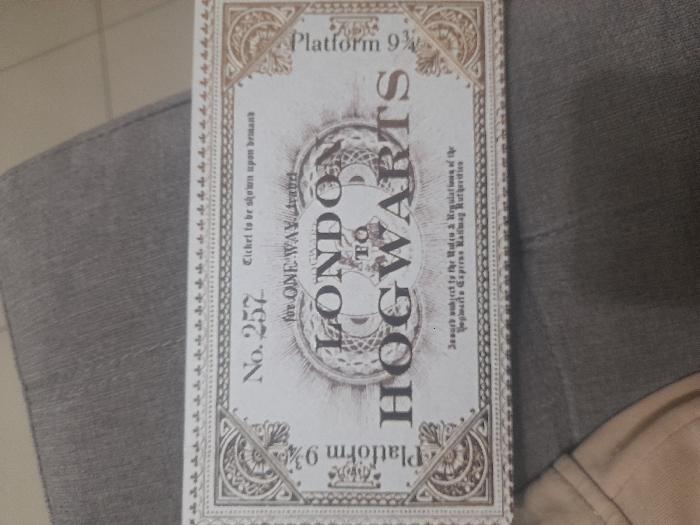 Platform 9¾
No. 257 Ticket to be shown upon demand
for ONE WAY travel
LONDON
TO
HOGWARTS
Issued subject to the Rules & Regulations of the
Hogwarts Express Railway Authorities
Platform 9¾